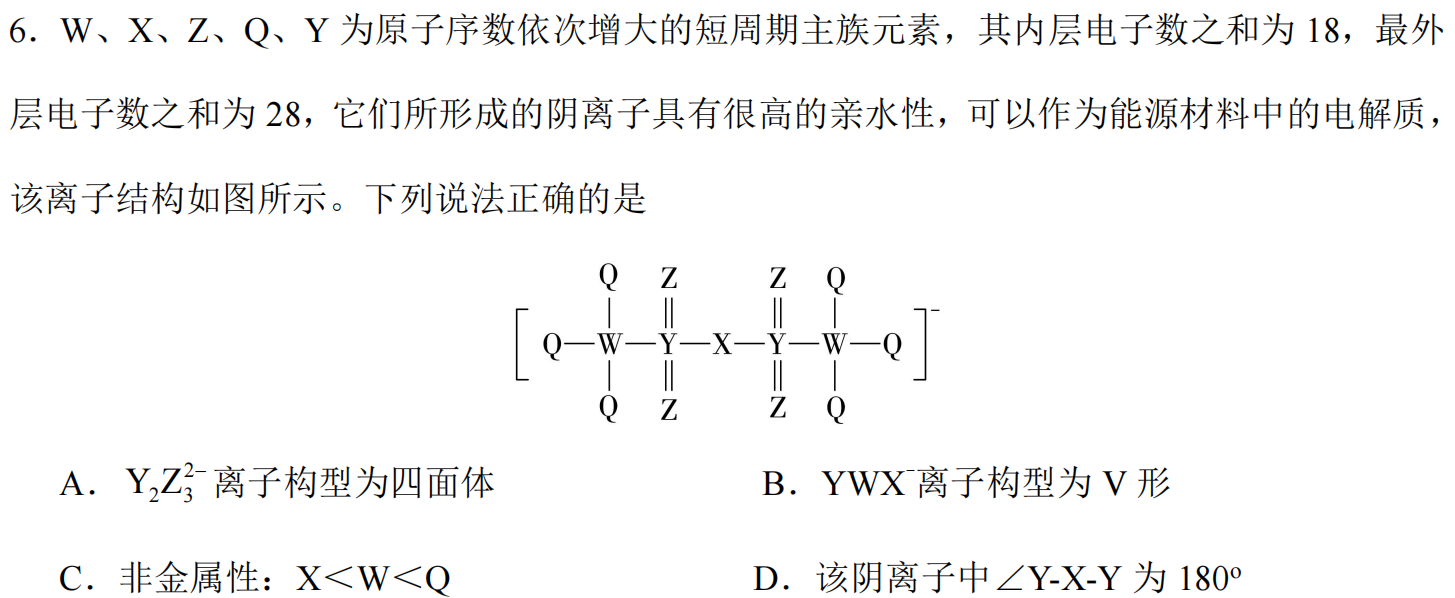 6．W、X、Z、Q、Y 为原子序数依次增大的短周期主族元素，其内层电子数之和为 18，最外
层电子数之和为 28，它们所形成的阴离子具有很高的亲水性，可以作为能源材料中的电解质，
该离子结构如图所示。下列说法正确的是
Q Z Z Q
[Q—W—Y—X—Y—W—Q]⁻
Q Z Z Q
A． Y₂Z₃²⁻ 离子构型为四面体 B．YWX⁻离子构型为 V 形
C．非金属性：X＜W＜Q D．该阴离子中∠Y-X-Y 为 180º